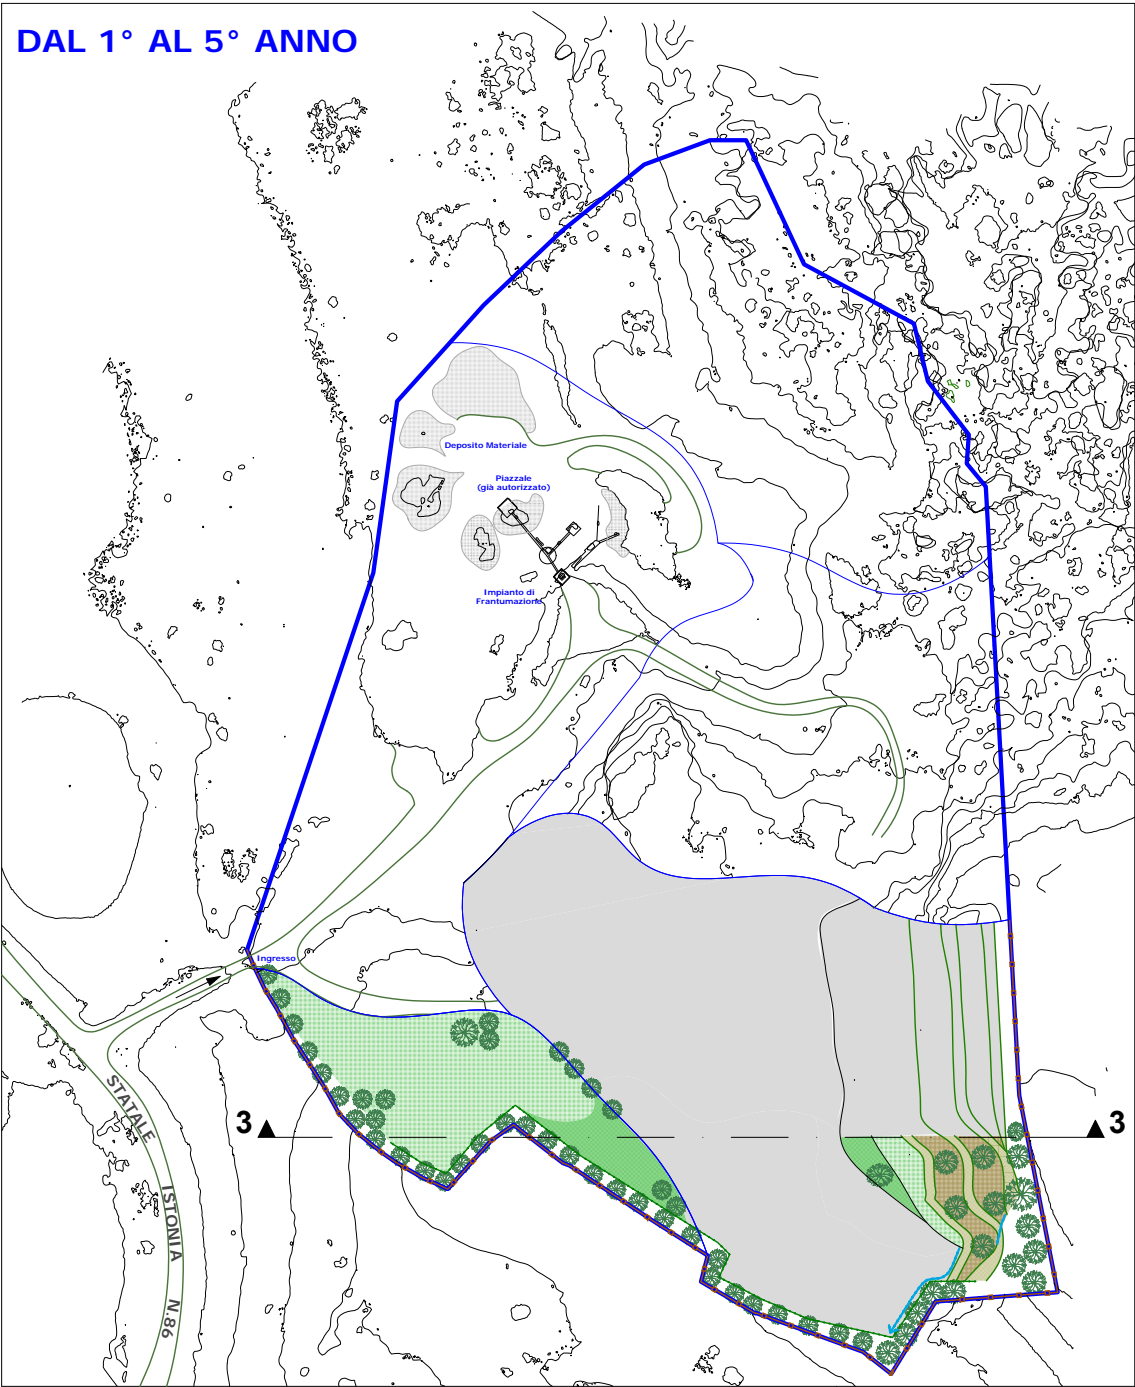 DAL 1° AL 5° ANNO
Deposito Materiale
Piazzale
(già autorizzato)
Impianto di
Frantumazione
Ingresso
3
3
STATALE ISTONIA N.86